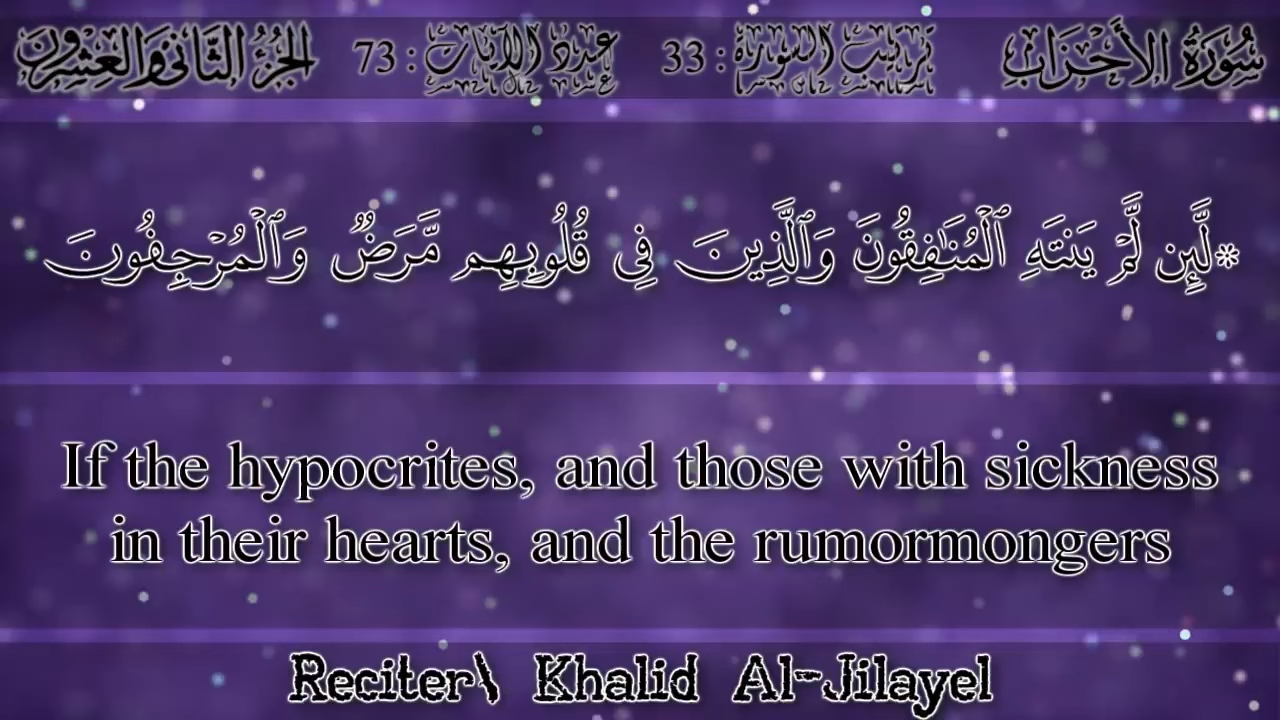 سُورَةُ الأَحْزَابِ ترتيب السورة : 33 عدد الآيات : 73 الجزء الثاني والعشرون
۞لَّئِن لَّمْ يَنتَهِ ٱلْمُنَٰفِقُونَ وَٱلَّذِينَ فِي قُلُوبِهِم مَّرَضٌ وَٱلْمُرْجِفُونَ
If the hypocrites, and those with sickness
in their hearts, and the rumormongers
Reciter\ Khalid Al-Jilayel